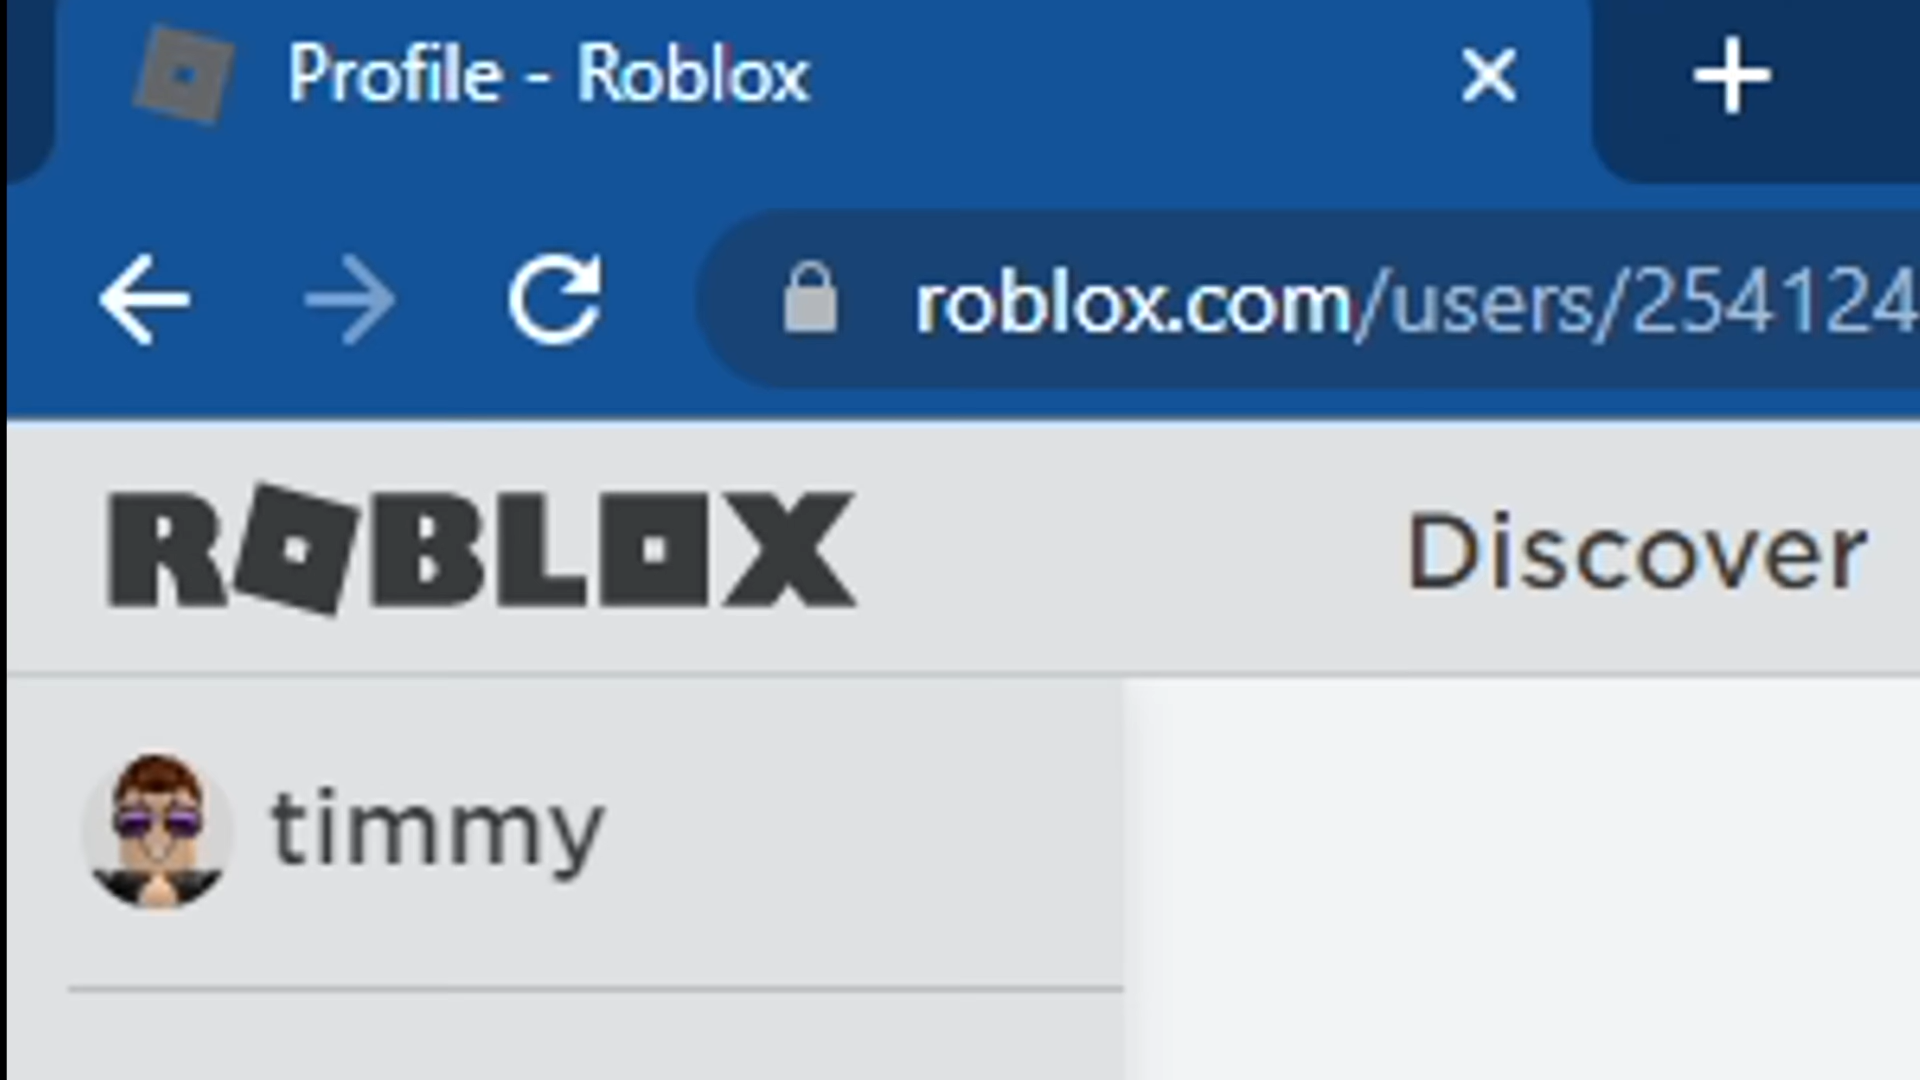 Profile - Roblox
roblox.com/users/254124
ROBLOX
Discover
timmy